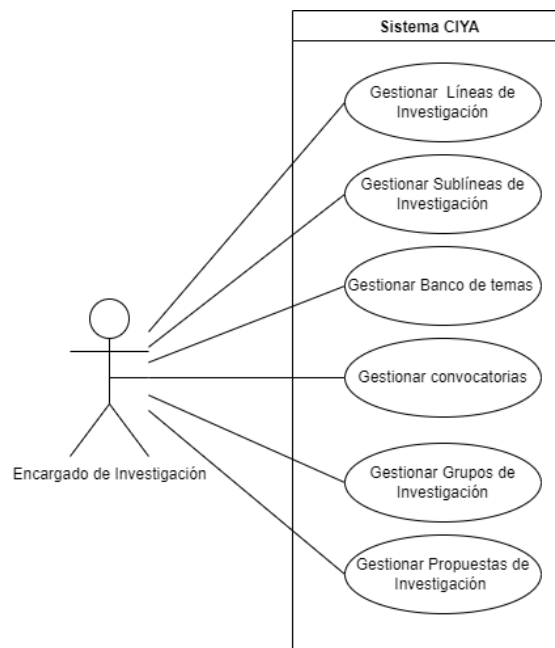 Sistema CIYA
Gestionar Líneas de
Investigación
Gestionar Sublíneas de
Investigación
Gestionar Banco de temas
Gestionar convocatorias
Gestionar Grupos de
Investigación
Gestionar Propuestas de
Investigación
Encargado de Investigación